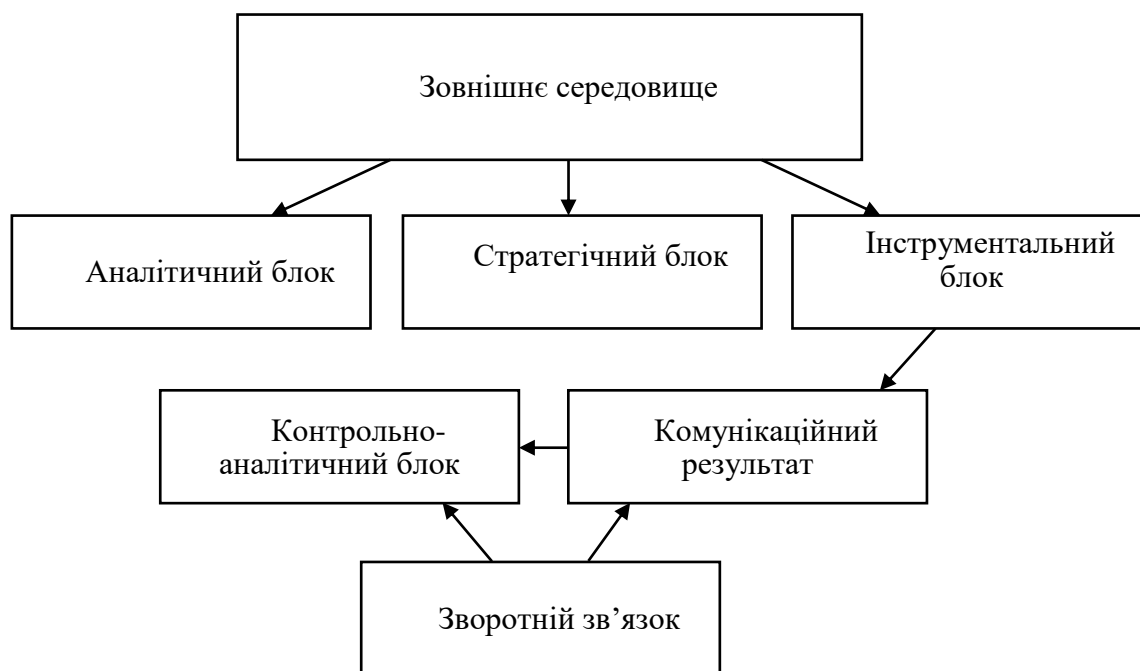 Зовнішнє середовище
Аналітичний блок
Стратегічний блок
Інструментальний
блок
Контрольно-
аналітичний блок
Комунікаційний
результат
Зворотній зв’язок